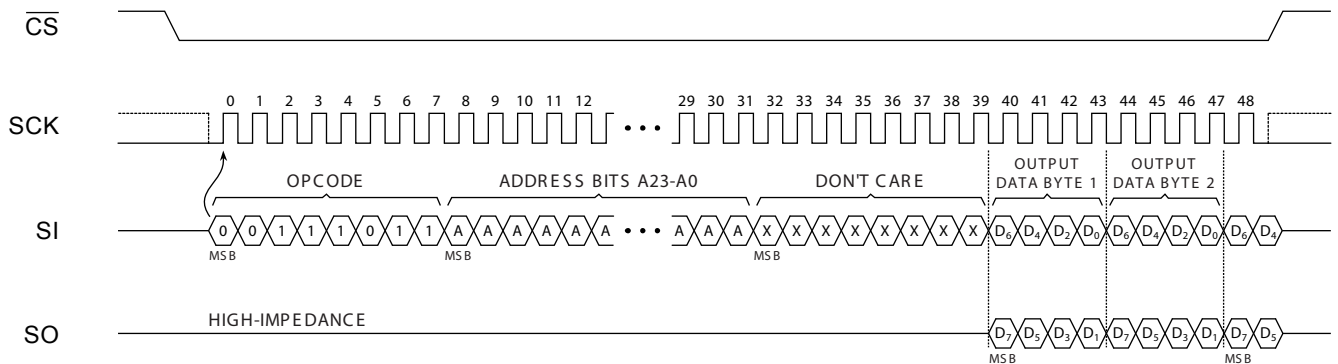 CS
0 1 2 3 4 5 6 7 8 9 10 11 12 29 30 31 32 33 34 35 36 37 38 39 40 41 42 43 44 45 46 47 48
SCK
OPCODE ADDRESS BITS A23-A0 DON'T CARE OUTPUT DATA BYTE 1 OUTPUT DATA BYTE 2
SI 0 0 1 1 1 0 1 1 A A A A A A A A A X X X X X X X X D6 D4 D2 D0 D6 D4 D2 D0 D6 D4
MSB MSB MSB
HIGH-IMPEDANCE
SO D7 D5 D3 D1 D7 D5 D3 D1 D7 D5
MSB MSB MSB